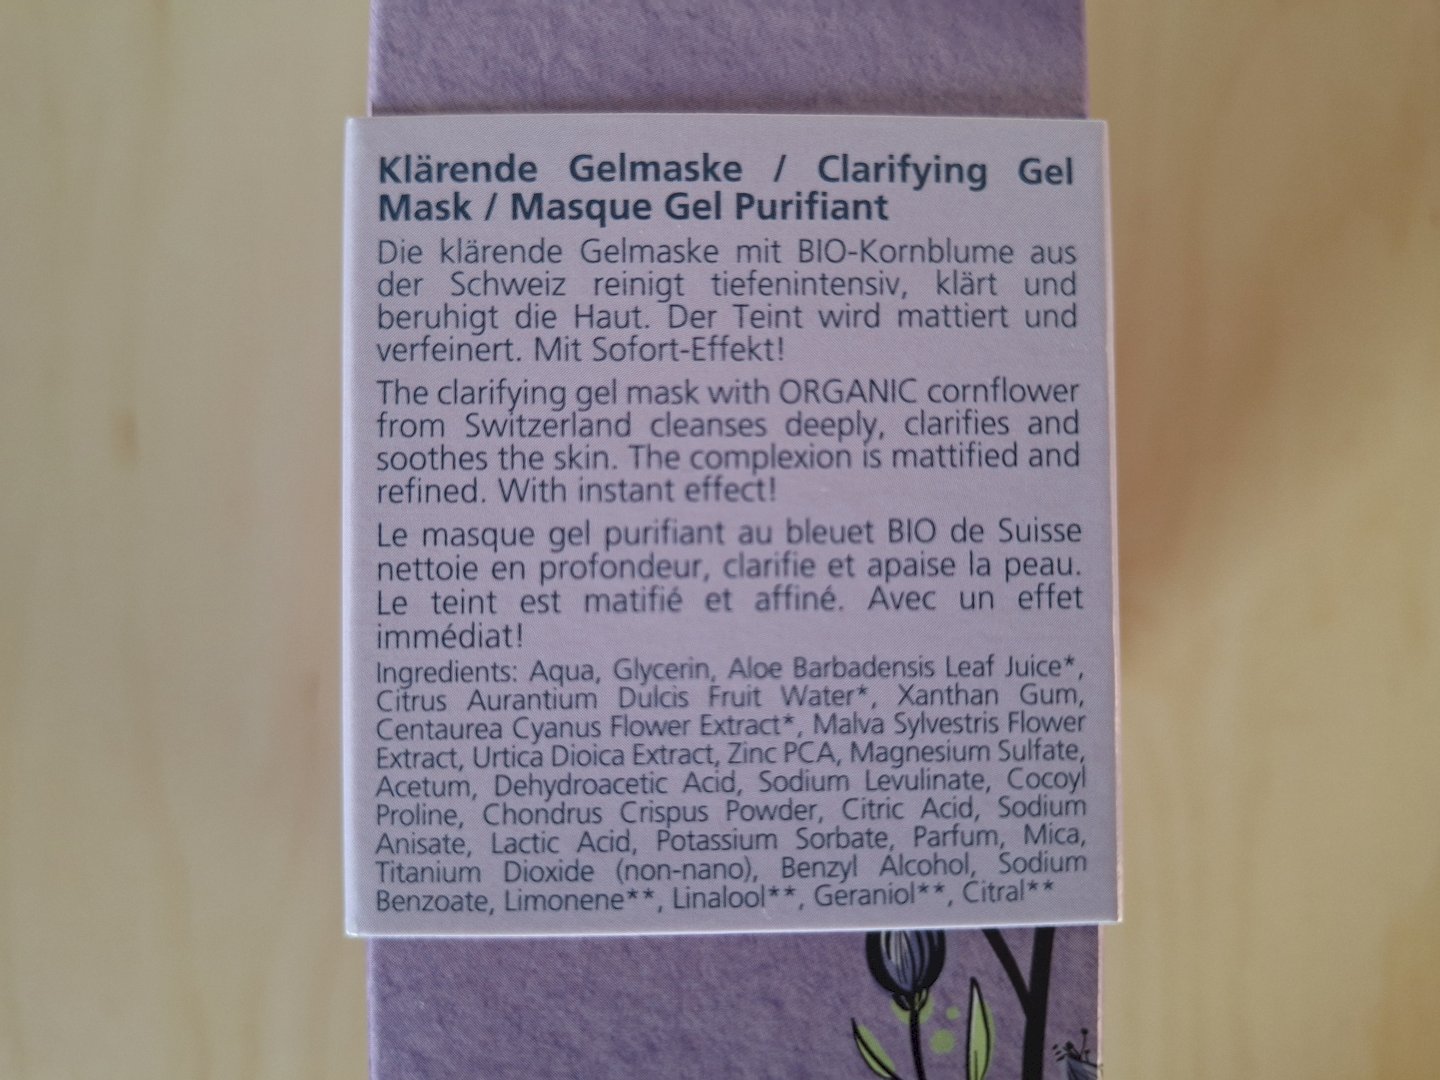 Klärende Gelmaske / Clarifying Gel
Mask / Masque Gel Purifiant
Die klärende Gelmaske mit BIO-Kornblume aus
der Schweiz reinigt tiefenintensiv, klärt und
beruhigt die Haut. Der Teint wird mattiert und
verfeinert. Mit Sofort-Effekt!
The clarifying gel mask with ORGANIC cornflower
from Switzerland cleanses deeply, clarifies and
soothes the skin. The complexion is mattified and
refined. With instant effect!
Le masque gel purifiant au bleuet BIO de Suisse
nettoie en profondeur, clarifie et apaise la peau.
Le teint est matifié et affiné. Avec un effet
immédiat!
Ingredients: Aqua, Glycerin, Aloe Barbadensis Leaf Juice*,
Citrus Aurantium Dulcis Fruit Water*, Xanthan Gum,
Centaurea Cyanus Flower Extract*, Malva Sylvestris Flower
Extract, Urtica Dioica Extract, Zinc PCA, Magnesium Sulfate,
Acetum, Dehydroacetic Acid, Sodium Levulinate, Cocoyl
Proline, Chondrus Crispus Powder, Citric Acid, Sodium
Anisate, Lactic Acid, Potassium Sorbate, Parfum, Mica,
Titanium Dioxide (non-nano), Benzyl Alcohol, Sodium
Benzoate, Limonene**, Linalool**, Geraniol**, Citral**